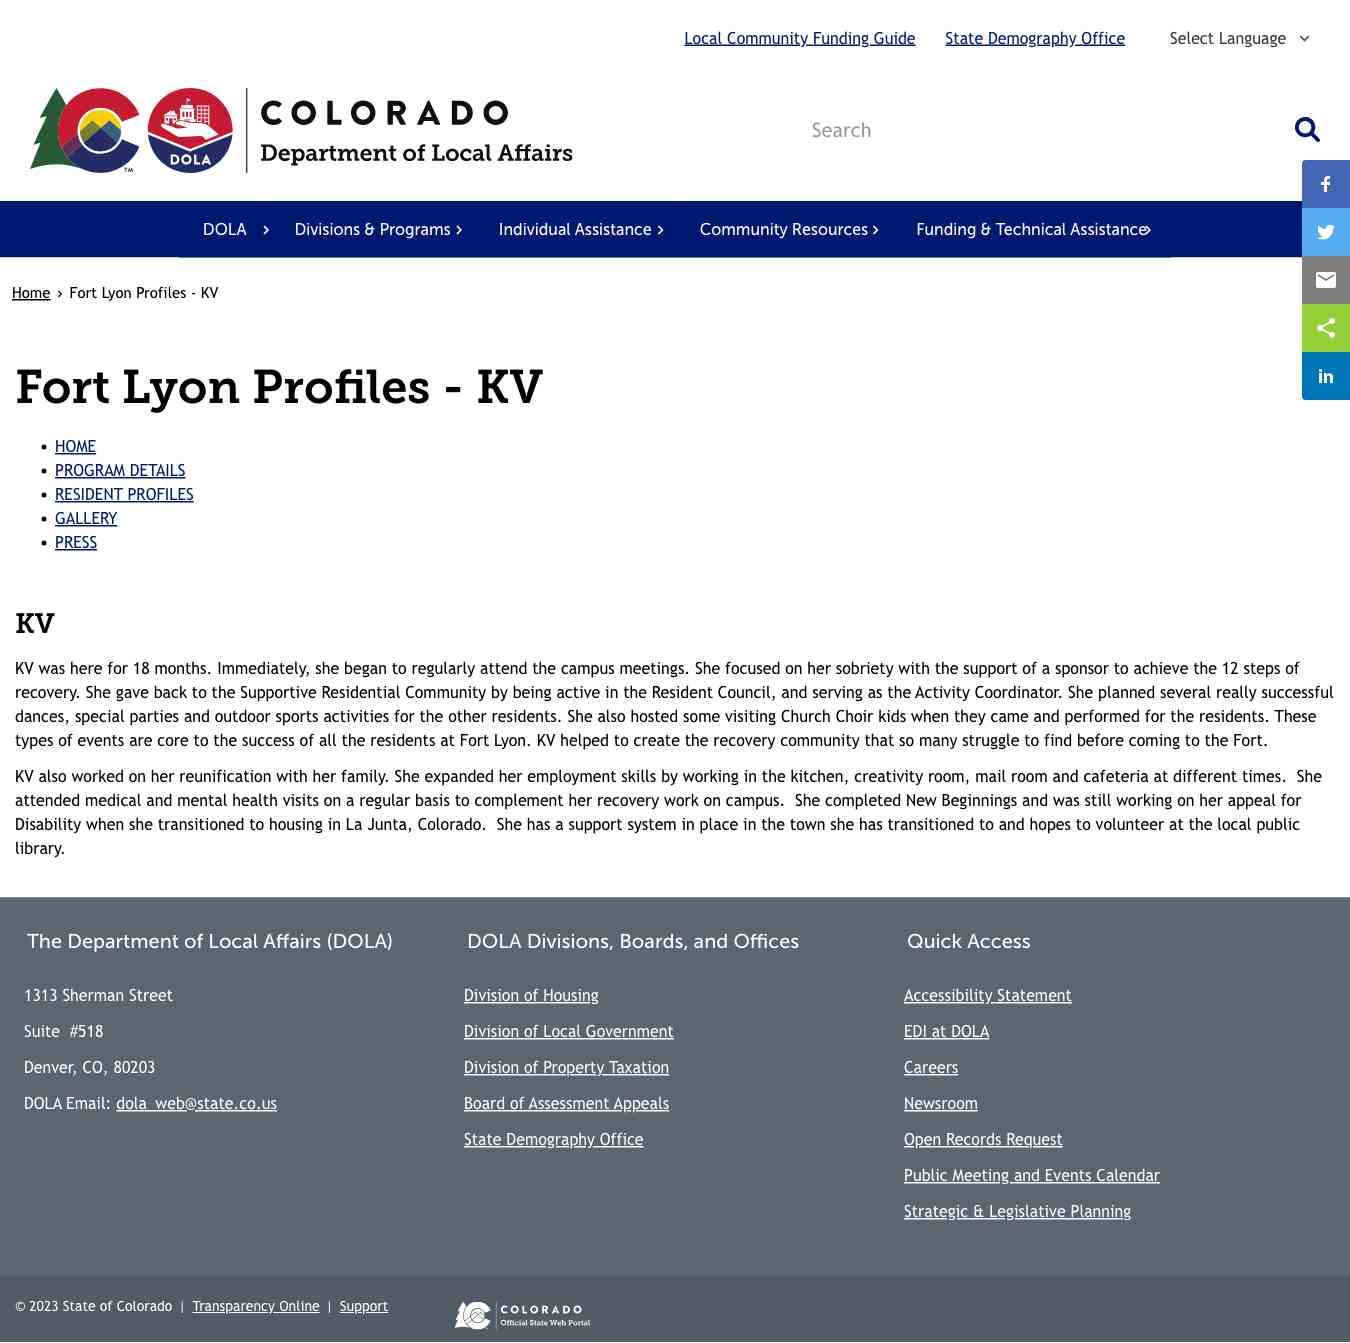 Local Community Funding Guide State Demography Office Select Language
COLORADO
Department of Local Affairs
DOLA
TM
Search
DOLA Divisions & Programs Individual Assistance Community Resources Funding & Technical Assistance
Home › Fort Lyon Profiles - KV
Fort Lyon Profiles - KV
• HOME
• PROGRAM DETAILS
• RESIDENT PROFILES
• GALLERY
• PRESS
KV
KV was here for 18 months. Immediately, she began to regularly attend the campus meetings. She focused on her sobriety with the support of a sponsor to achieve the 12 steps of
recovery. She gave back to the Supportive Residential Community by being active in the Resident Council, and serving as the Activity Coordinator. She planned several really successful
dances, special parties and outdoor sports activities for the other residents. She also hosted some visiting Church Choir kids when they came and performed for the residents. These
types of events are core to the success of all the residents at Fort Lyon. KV helped to create the recovery community that so many struggle to find before coming to the Fort.
KV also worked on her reunification with her family. She expanded her employment skills by working in the kitchen, creativity room, mail room and cafeteria at different times.  She
attended medical and mental health visits on a regular basis to complement her recovery work on campus.  She completed New Beginnings and was still working on her appeal for
Disability when she transitioned to housing in La Junta, Colorado.  She has a support system in place in the town she has transitioned to and hopes to volunteer at the local public
library.
The Department of Local Affairs (DOLA)
1313 Sherman Street
Suite  #518
Denver, CO, 80203
DOLA Email: dola_web@state.co.us
DOLA Divisions, Boards, and Offices
Division of Housing
Division of Local Government
Division of Property Taxation
Board of Assessment Appeals
State Demography Office
Quick Access
Accessibility Statement
EDI at DOLA
Careers
Newsroom
Open Records Request
Public Meeting and Events Calendar
Strategic & Legislative Planning
© 2023 State of Colorado | Transparency Online | Support
COLORADO
Official State Web Portal